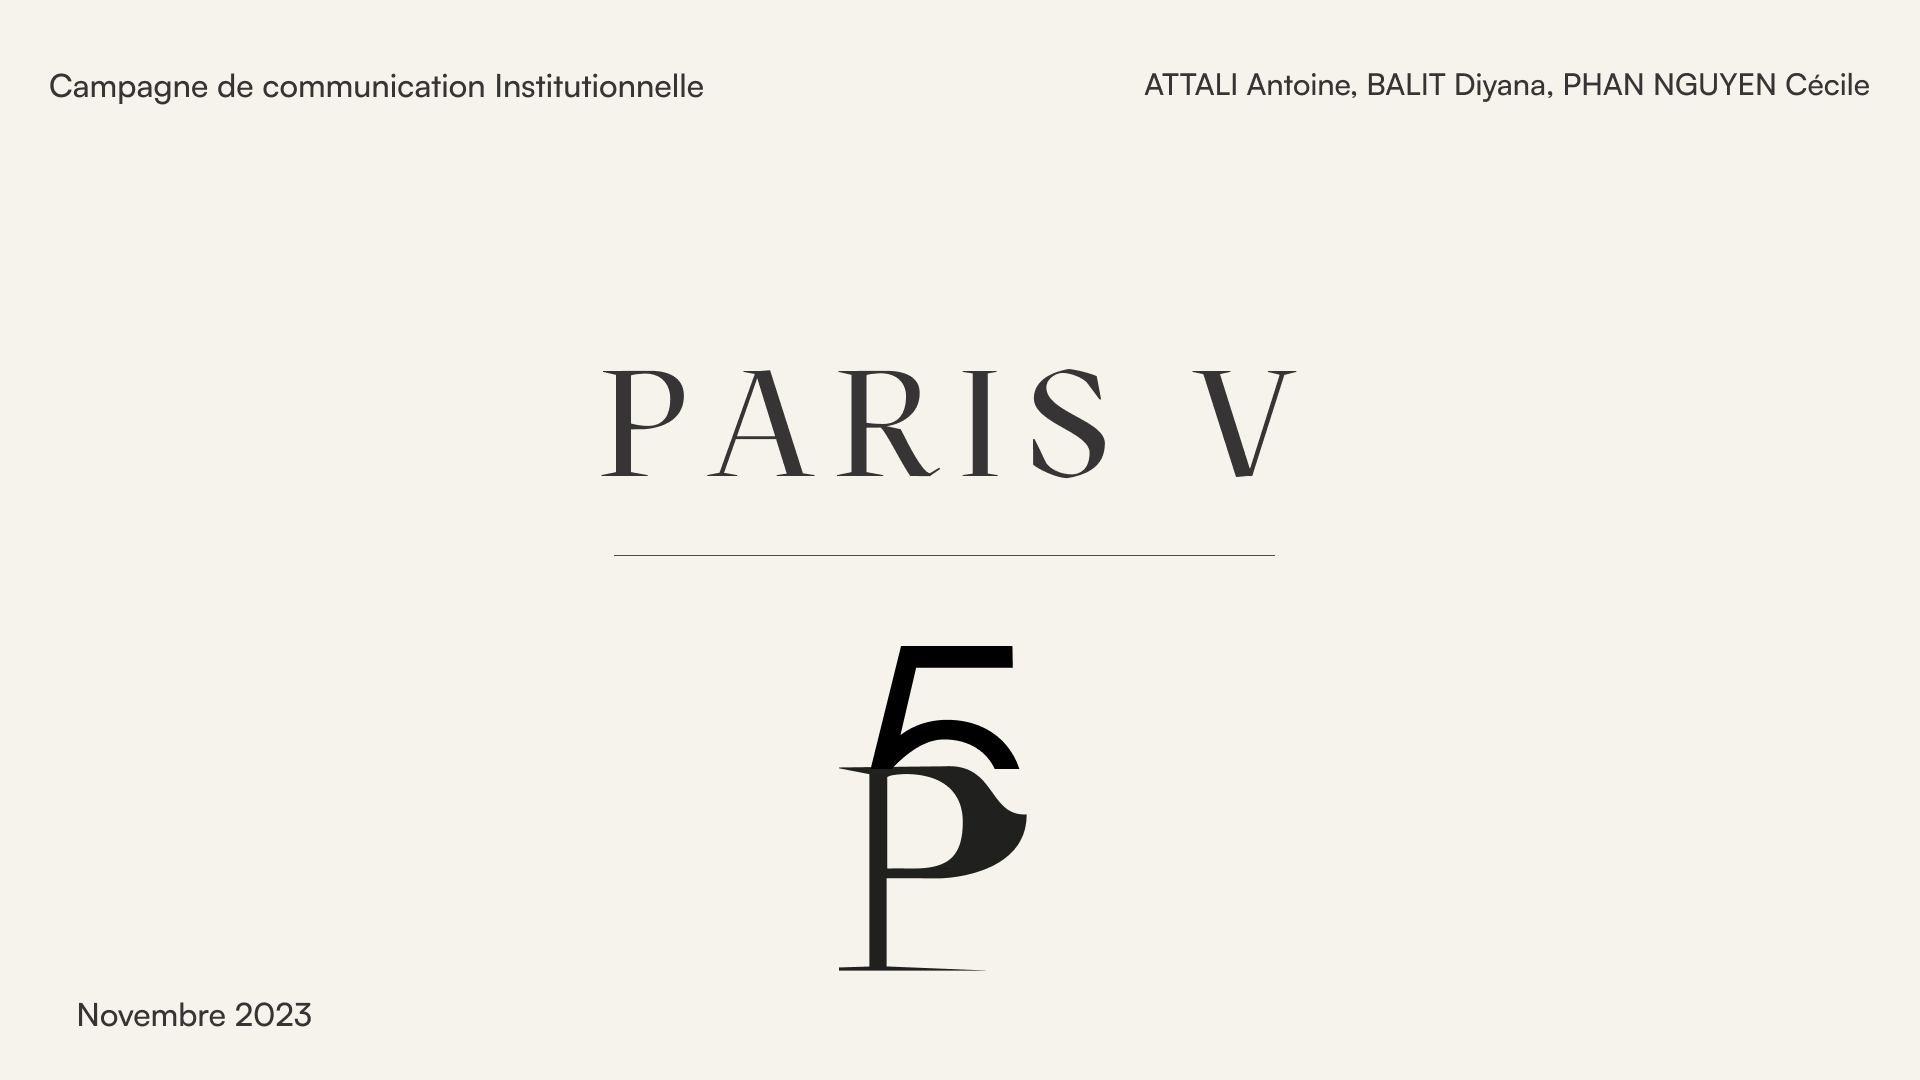 Campagne de communication Institutionnelle
ATTALI Antoine, BALIT Diyana, PHAN NGUYEN Cécile
PARIS V
5
P
Novembre 2023